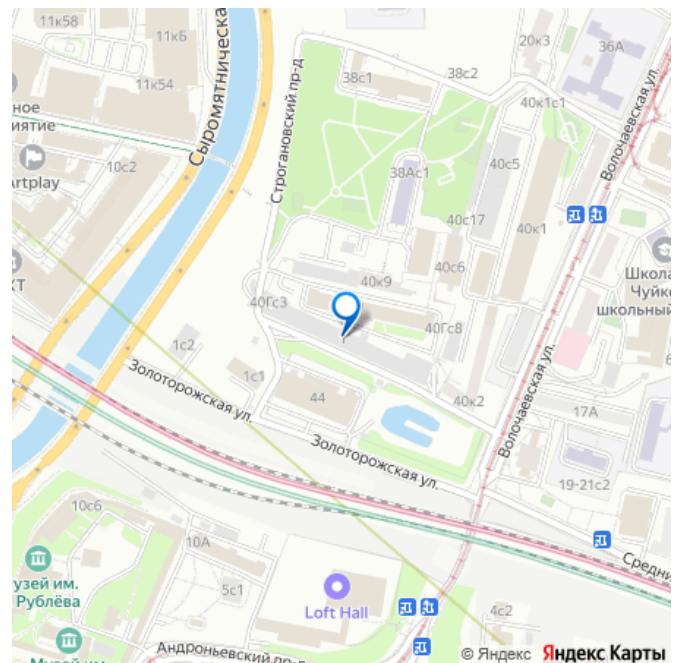 11к58
11к6
11к54
ное
иятие
Artplay
10с2
КТ
Сыромятническая
Строгановский пр-д
38с1
38с2
20к3
36А
40к1с1
Волочаевская ул.
40с5
38Ас1
40с17
40к1
40с6
40к9
Школа
Чуйко
школьный
40Гс3
40Гс8
1с2
1с1
44
40к2
Золоторожская ул.
Золоторожская ул.
Волочаевская ул.
17А
19-21с2
6
Средни
10с6
10А
5с1
узей им.
Рублёва
Музей им
Loft Hall
4с2
Андроньевский пр-д
© Яндекс Яндекс Карты